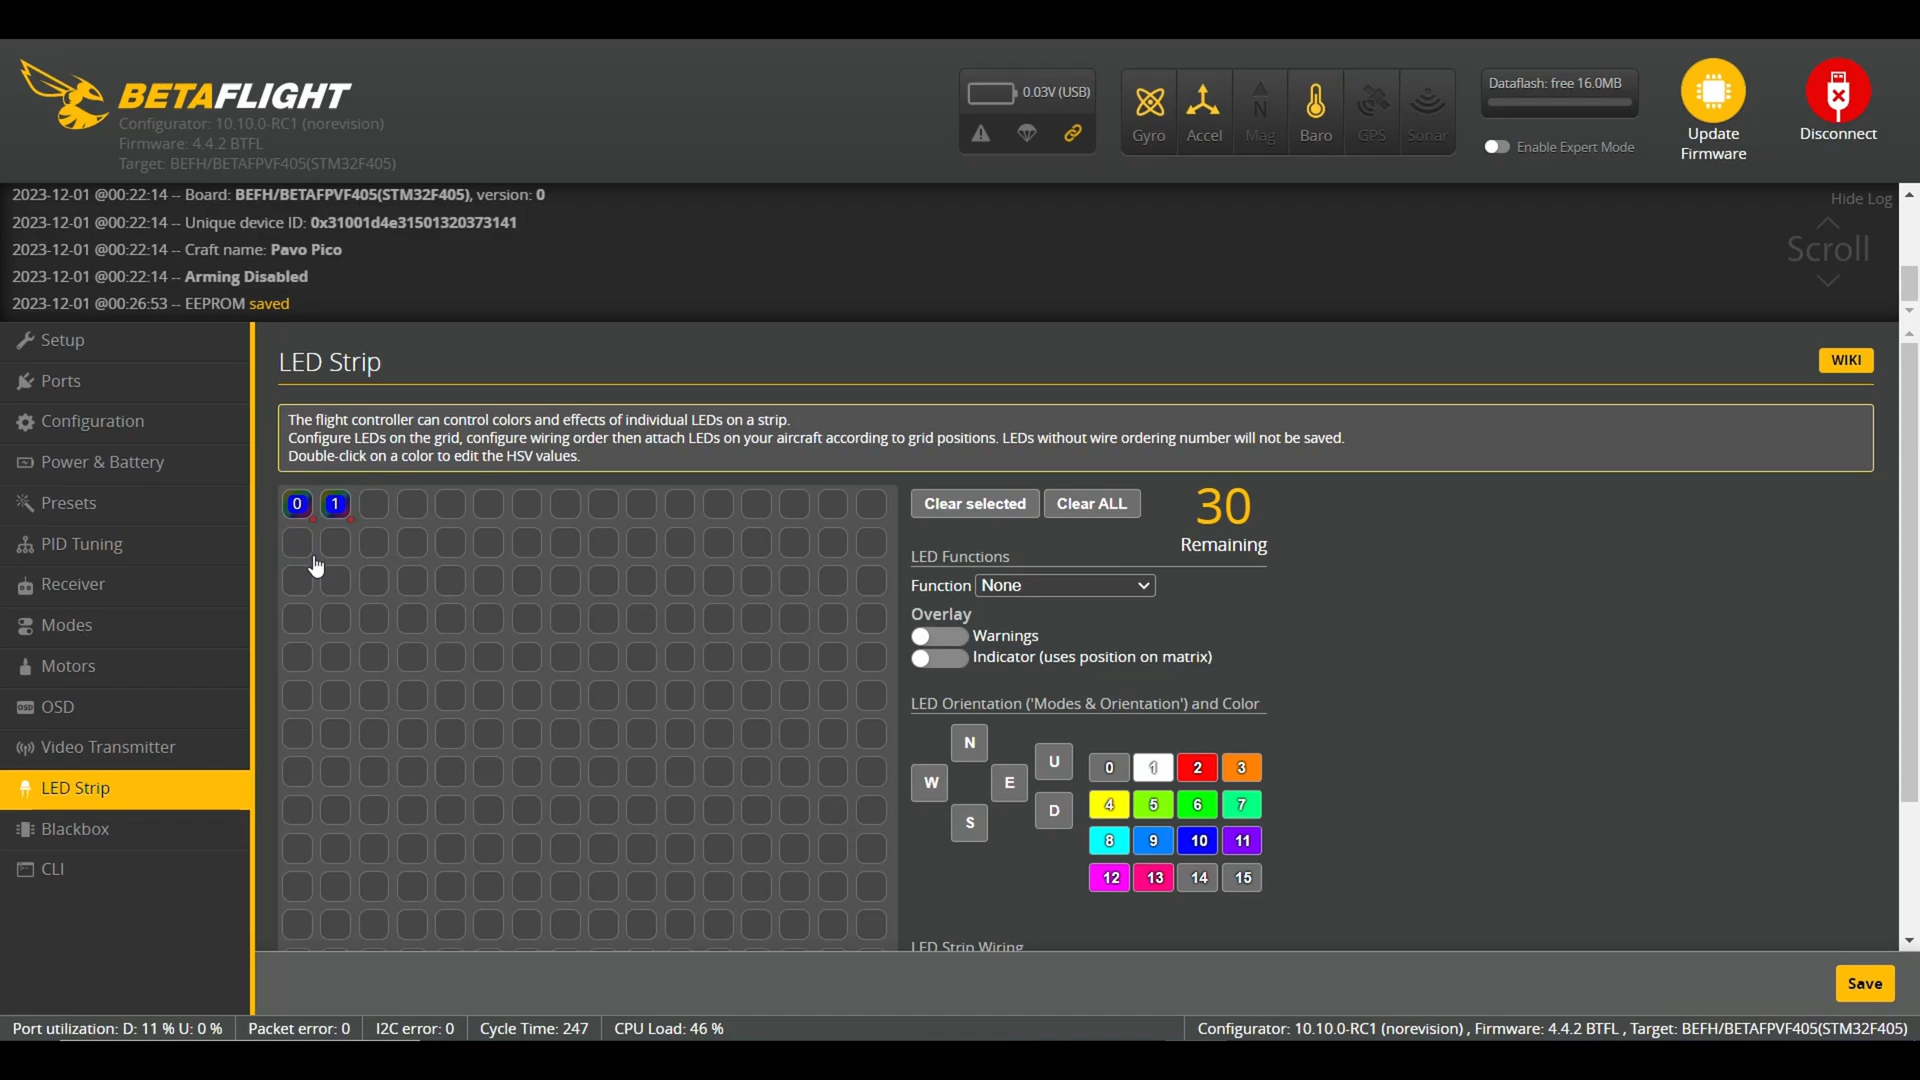 BETAFLIGHT
Configurator: 10.10.0-RC1 (norevision)
Firmware: 4.4.2 BTFL
Target: BEFH/BETAFPVF405(STM32F405)
0.03V (USB)
Gyro
Accel
Mag
Baro
GPS
Sonar
Dataflash: free 16.0MB
Enable Expert Mode
Update
Firmware
Disconnect
2023-12-01 @00:22:14 -- Board: BEFH/BETAFPVF405(STM32F405), version: 0
2023-12-01 @00:22:14 -- Unique device ID: 0x31001d4e31501320373141
2023-12-01 @00:22:14 -- Craft name: Pavo Pico
2023-12-01 @00:22:14 -- Arming Disabled
2023-12-01 @00:26:53 -- EEPROM saved
Hide Log
Scroll
Setup
Ports
Configuration
Power & Battery
Presets
PID Tuning
Receiver
Modes
Motors
OSD
OSD
Video Transmitter
LED Strip
Blackbox
CLI
LED Strip
WIKI
The flight controller can control colors and effects of individual LEDs on a strip.
Configure LEDs on the grid, configure wiring order then attach LEDs on your aircraft according to grid positions. LEDs without wire ordering number will not be saved.
Double-click on a color to edit the HSV values.
0 1
Clear selected
Clear ALL
30
Remaining
LED Functions
Function None
Overlay
Warnings
Indicator (uses position on matrix)
LED Orientation ('Modes & Orientation') and Color
N
W E
S
U
D
0 1 2 3
4 5 6 7
8 9 10 11
12 13 14 15
LED Strip Wiring
Save
Port utilization: D: 11 % U: 0 %
Packet error: 0
I2C error: 0
Cycle Time: 247
CPU Load: 46 %
Configurator: 10.10.0-RC1 (norevision) , Firmware: 4.4.2 BTFL , Target: BEFH/BETAFPVF405(STM32F405)